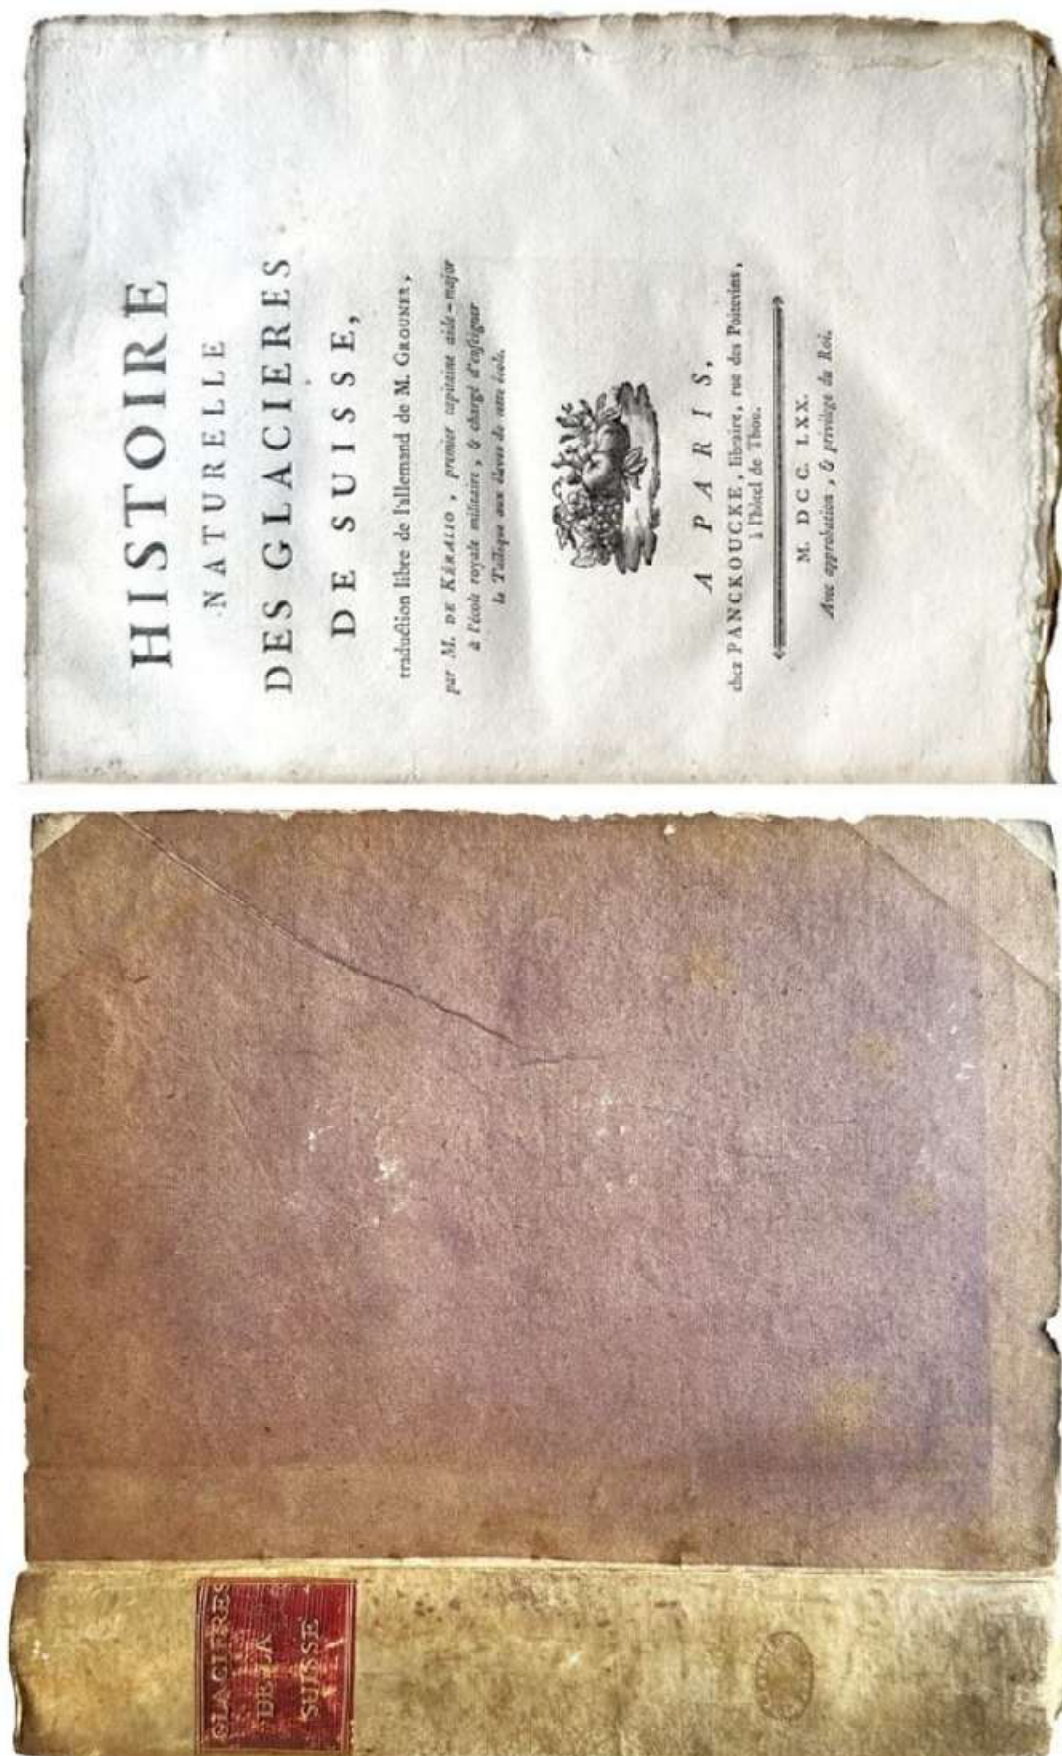 HISTOIRE
NATURELLE
DES GLACIERES
DE SUISSE,
traduction libre de l'allemand de M. GROUNER,
par M. DE KÉRALIO, premier capitaine aide-major
à l'école royale militaire, & chargé d'enseigner
la Tactique aux élèves de cette école.
A PARIS,
chez PANCKOUCKE, libraire, rue des Poitevins,
à l'hôtel de Thou.
M. DCC. LXX.
Avec approbation, & privilège du Roi.
GLACIERES
DE LA
SUISSE